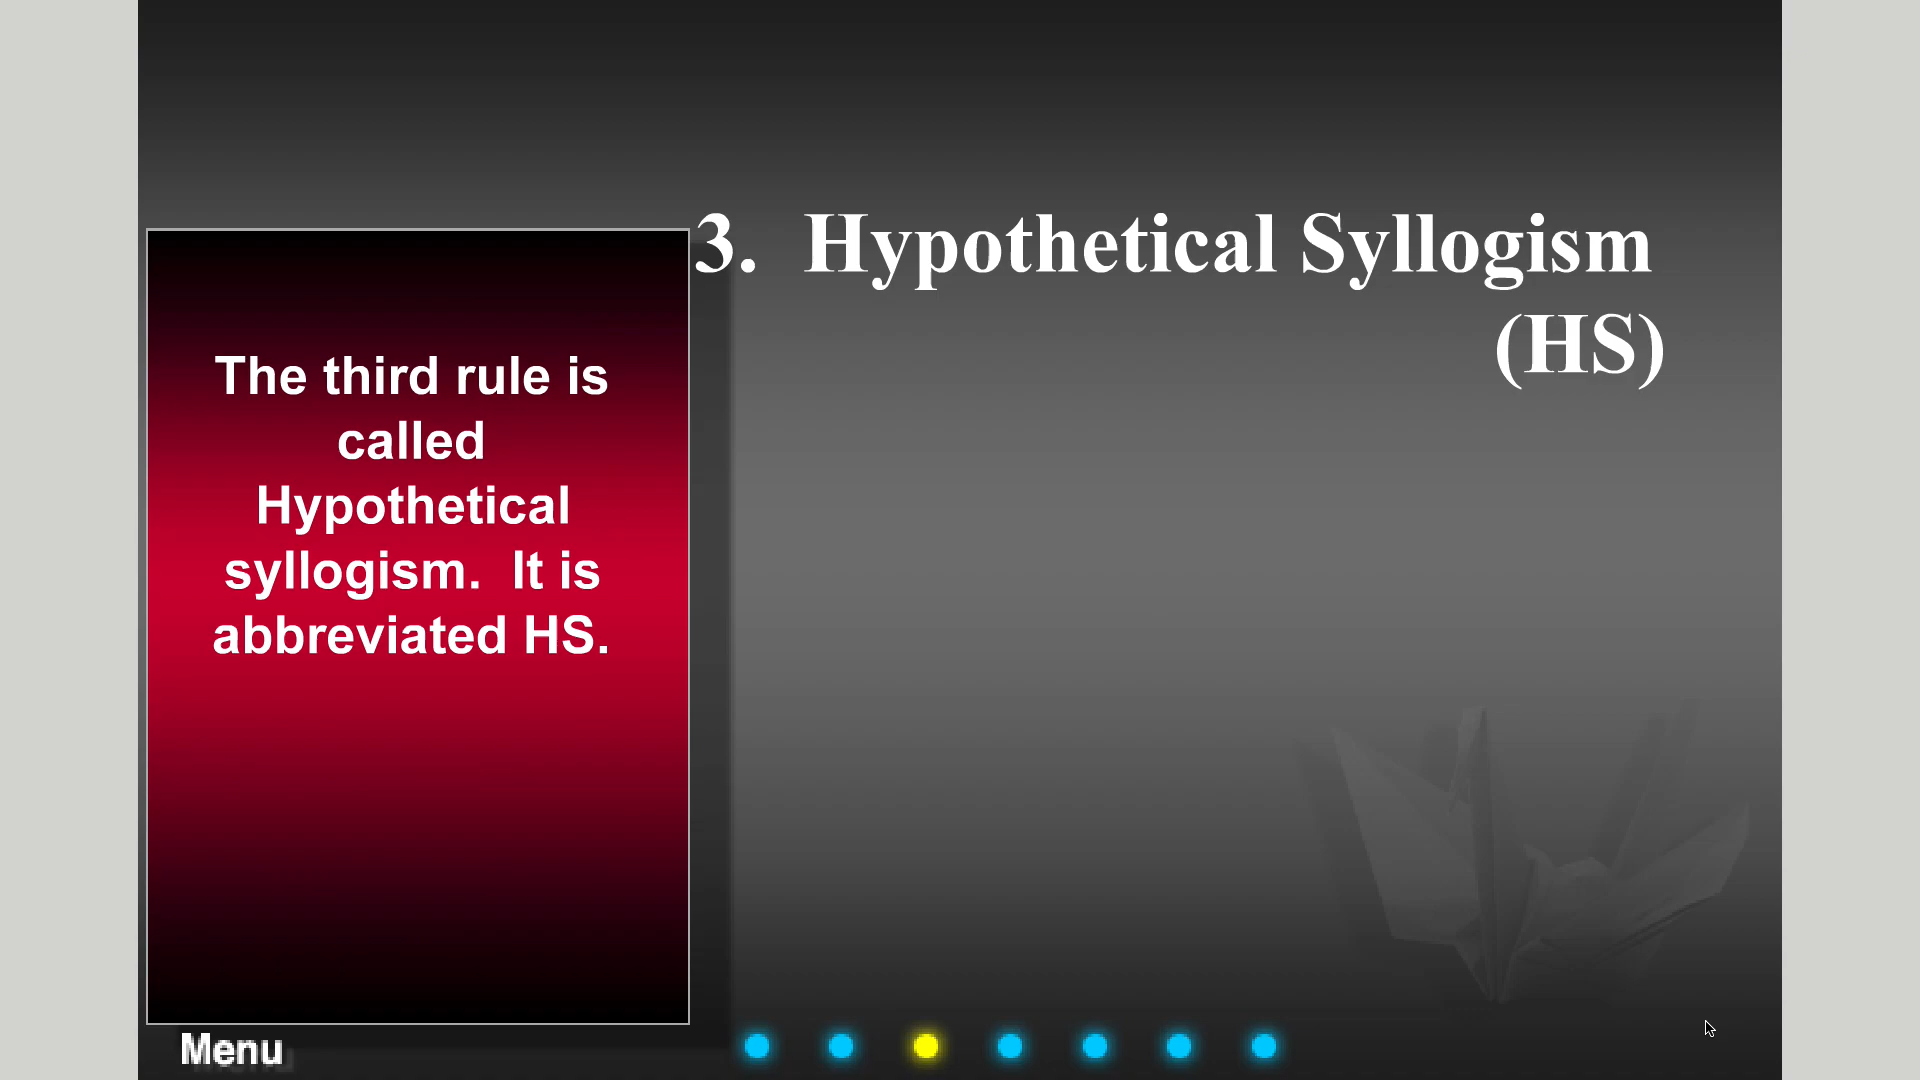 3.  Hypothetical Syllogism
(HS)
The third rule is
called
Hypothetical
syllogism.  It is
abbreviated HS.
Menu